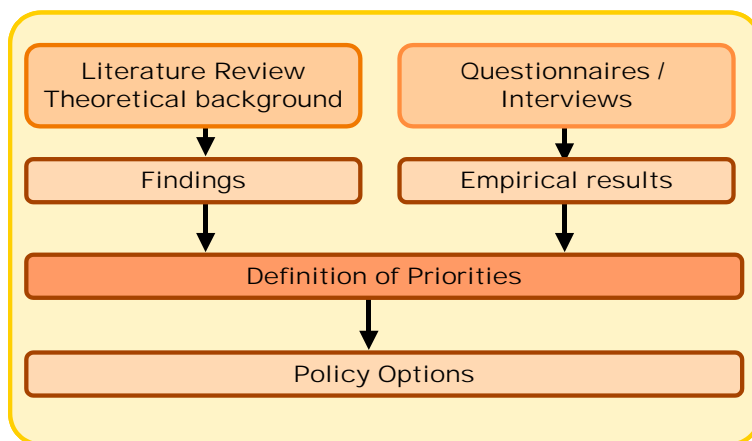 Literature Review
Theoretical background
Questionnaires /
Interviews
Findings
Empirical results
Definition of Priorities
Policy Options